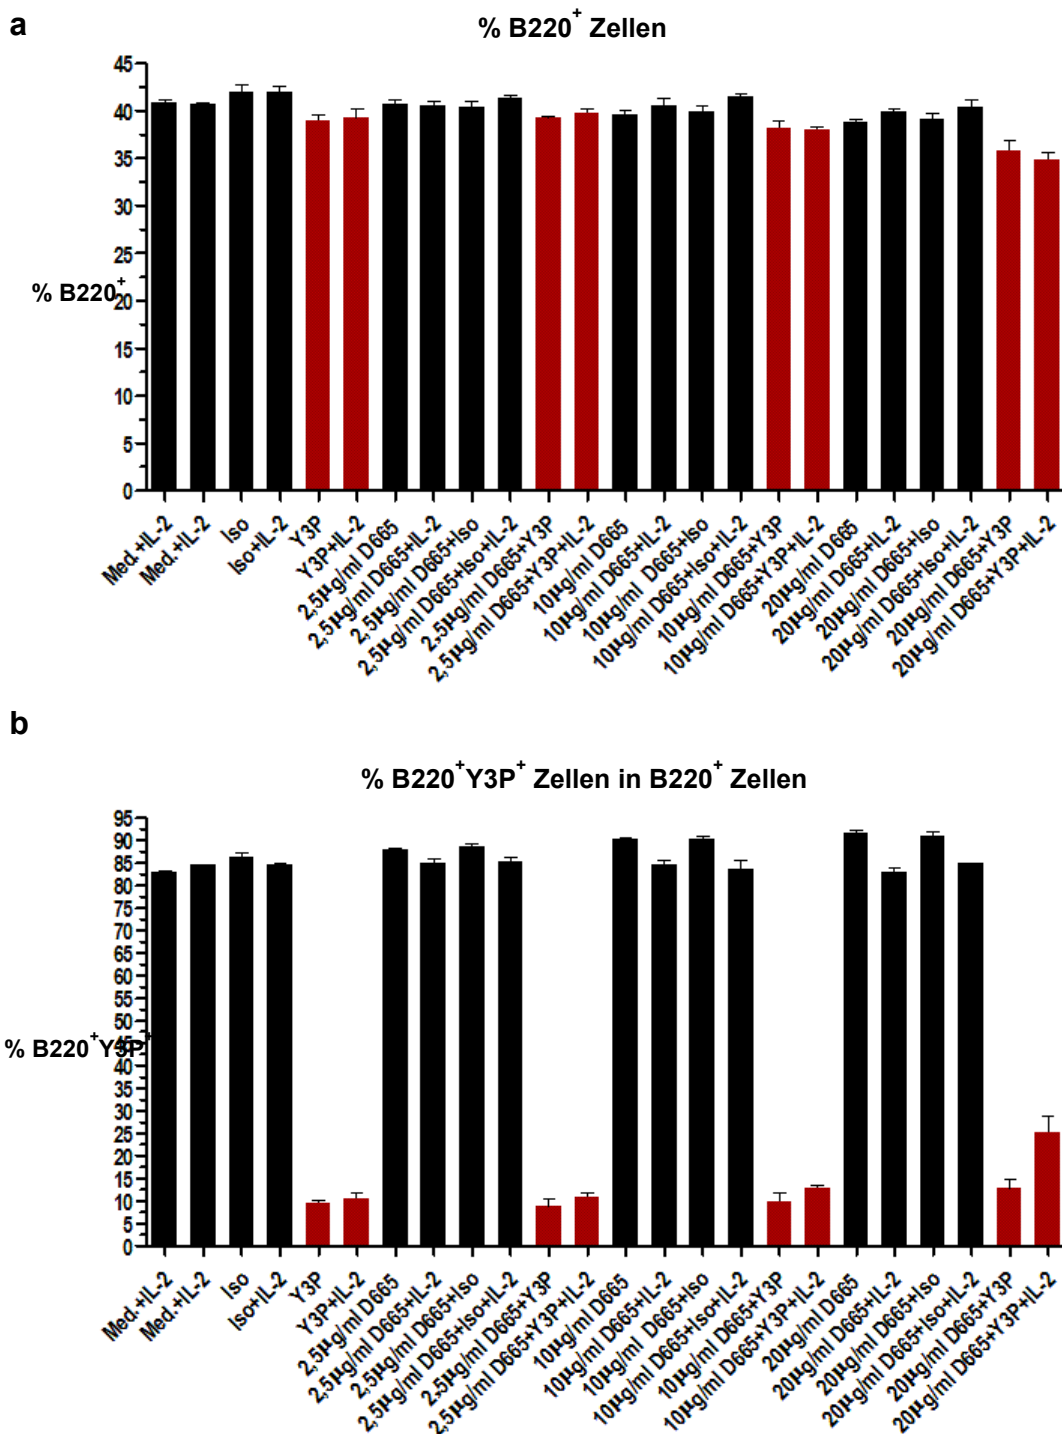 a
% B220+ Zellen
45
40
35
30
25
20
15
10
5
0
% B220+
Med.+IL-2
Med.+IL-2
Iso
Iso+IL-2
Y3P
Y3P+IL-2
2,5µg/ml D665
2,5µg/ml D665+IL-2
2,5µg/ml D665+Iso
2,5µg/ml D665+Iso+IL-2
2,5µg/ml D665+Y3P
2,5µg/ml D665+Y3P+IL-2
10µg/ml D665
10µg/ml D665+IL-2
10µg/ml D665+Iso
10µg/ml D665+Iso+IL-2
10µg/ml D665+Y3P
10µg/ml D665+Y3P+IL-2
20µg/ml D665
20µg/ml D665+IL-2
20µg/ml D665+Iso
20µg/ml D665+Iso+IL-2
20µg/ml D665+Y3P
20µg/ml D665+Y3P+IL-2
b
% B220+Y3P+ Zellen in B220+ Zellen
95
90
85
80
75
70
65
60
55
50
45
40
35
30
25
20
15
10
5
0
% B220+Y3P+
Med.+IL-2
Med.+IL-2
Iso
Iso+IL-2
Y3P
Y3P+IL-2
2,5µg/ml D665
2,5µg/ml D665+IL-2
2,5µg/ml D665+Iso
2,5µg/ml D665+Iso+IL-2
2,5µg/ml D665+Y3P
2,5µg/ml D665+Y3P+IL-2
10µg/ml D665
10µg/ml D665+IL-2
10µg/ml D665+Iso
10µg/ml D665+Iso+IL-2
10µg/ml D665+Y3P
10µg/ml D665+Y3P+IL-2
20µg/ml D665
20µg/ml D665+IL-2
20µg/ml D665+Iso
20µg/ml D665+Iso+IL-2
20µg/ml D665+Y3P
20µg/ml D665+Y3P+IL-2